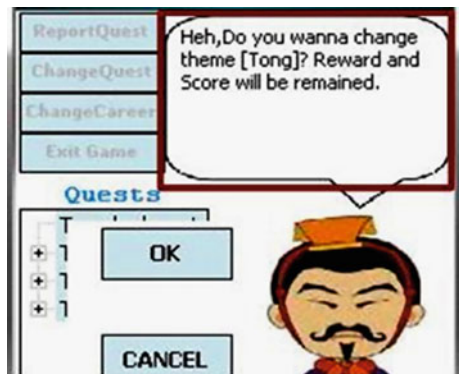 ReportQuest
ChangeQuest
ChangeCareer
Exit Game
Heh,Do you wanna change
theme [Tong]? Reward and
Score will be remained.
Quests
OK
CANCEL